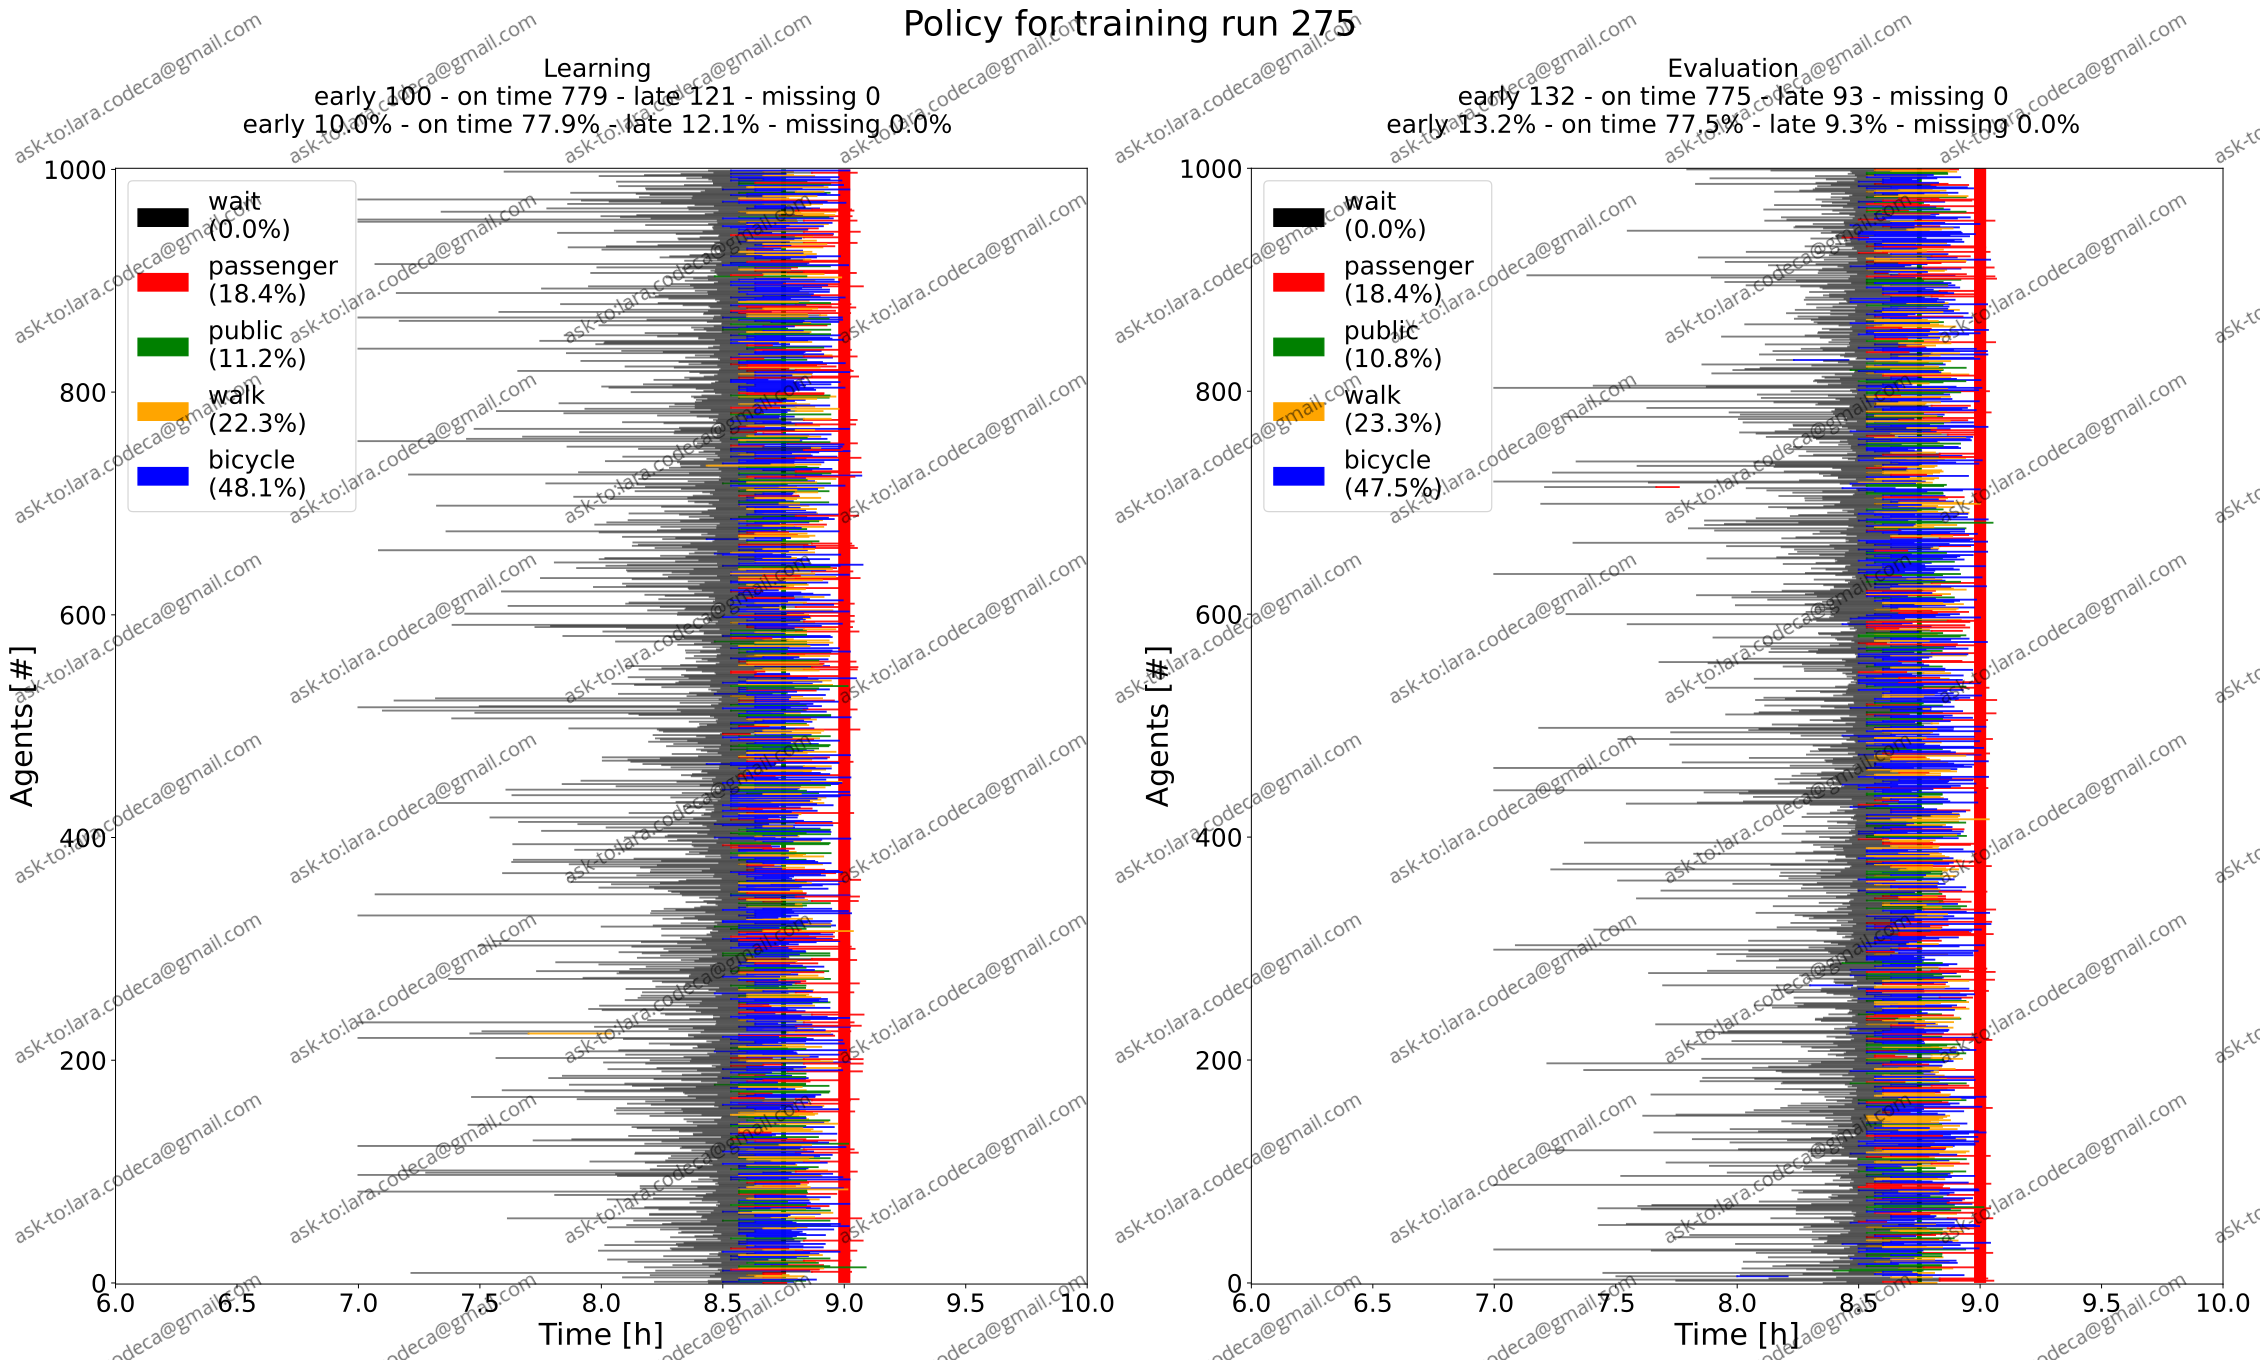 Policy for training run 275
Learning
early 100 - on time 779 - late 121 - missing 0
early 10.0% - on time 77.9% - late 12.1% - missing 0.0%
1000
800
600
400
200
0
Agents [#]
wait
(0.0%)
passenger
(18.4%)
public
(11.2%)
walk
(22.3%)
bicycle
(48.1%)
6.0 6.5 7.0 7.5 8.0 8.5 9.0 9.5 10.0
Time [h]
Evaluation
early 132 - on time 775 - late 93 - missing 0
early 13.2% - on time 77.5% - late 9.3% - missing 0.0%
1000
800
600
400
200
0
Agents [#]
wait
(0.0%)
passenger
(18.4%)
public
(10.8%)
walk
(23.3%)
bicycle
(47.5%)
6.0 6.5 7.0 7.5 8.0 8.5 9.0 9.5 10.0
Time [h]
ask-to:lara.codeca@gmail.com